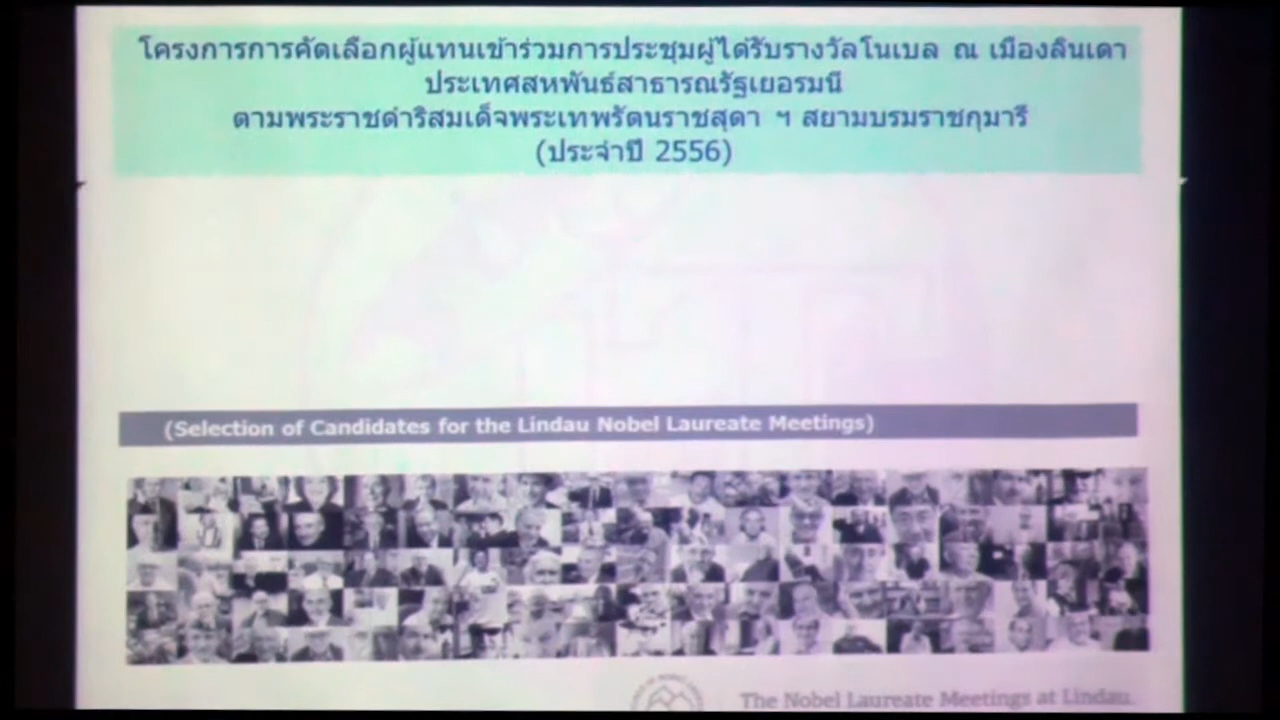 โครงการการคัดเลือกผู้แทนเข้าร่วมการประชุมผู้ได้รับรางวัลโนเบล ณ เมืองลินเดา
ประเทศสหพันธ์สาธารณรัฐเยอรมนี
ตามพระราชดำริสมเด็จพระเทพรัตนราชสุดา ฯ สยามบรมราชกุมารี
(ประจำปี 2556)
(Selection of Candidates for the Lindau Nobel Laureate Meetings)
The Nobel Laureate Meetings at Lindau.